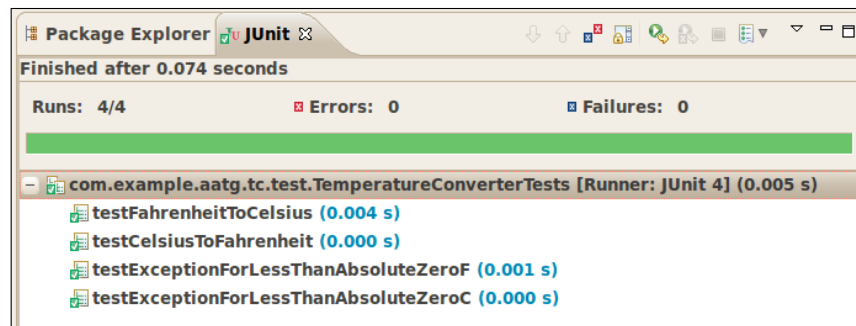 Package Explorer JUnit
Finished after 0.074 seconds
Runs: 4/4 Errors: 0 Failures: 0
com.example.aatg.tc.test.TemperatureConverterTests [Runner: JUnit 4] (0.005 s)
testFahrenheitToCelsius (0.004 s)
testCelsiusToFahrenheit (0.000 s)
testExceptionForLessThanAbsoluteZeroF (0.001 s)
testExceptionForLessThanAbsoluteZeroC (0.000 s)